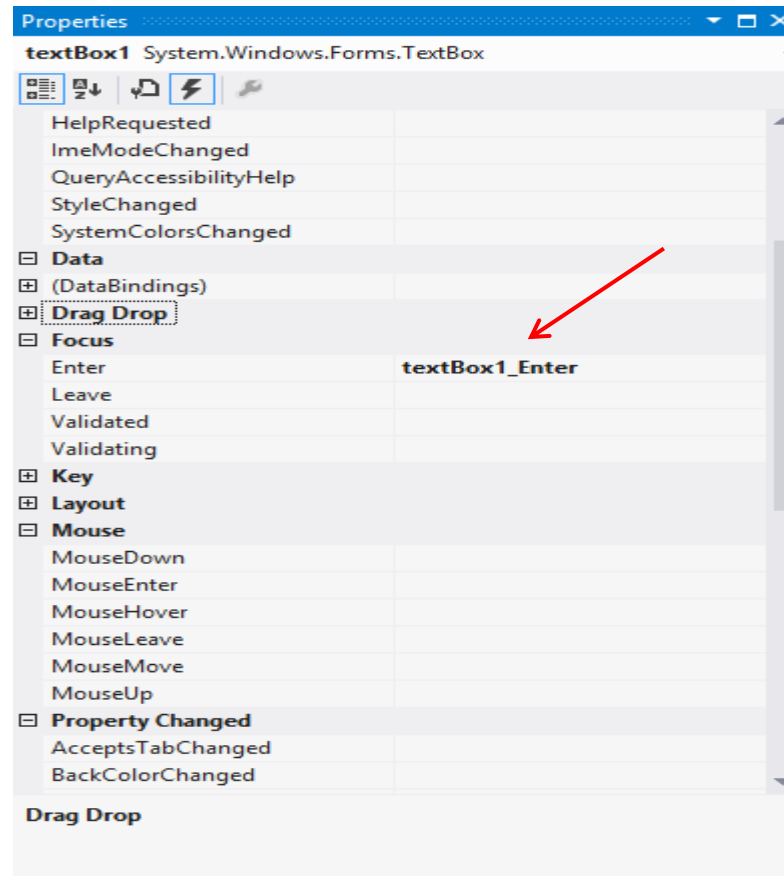 Properties
textBox1 System.Windows.Forms.TextBox
HelpRequested
ImeModeChanged
QueryAccessibilityHelp
StyleChanged
SystemColorsChanged
Data
(DataBindings)
Drag Drop
Focus
Enter textBox1_Enter
Leave
Validated
Validating
Key
Layout
Mouse
MouseDown
MouseEnter
MouseHover
MouseLeave
MouseMove
MouseUp
Property Changed
AcceptsTabChanged
BackColorChanged
Drag Drop